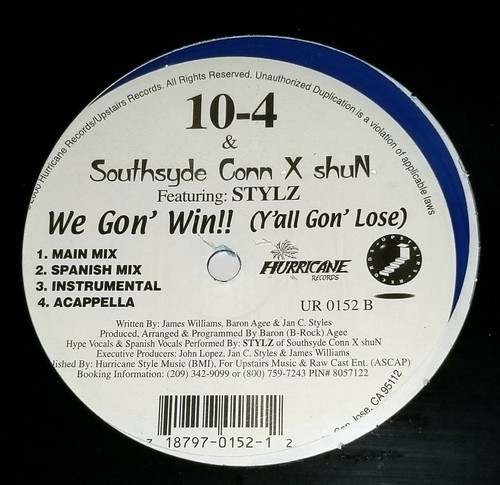 2000 Hurricane Records/Upstairs Records. All Rights Reserved. Unauthorized Duplication is a violation of applicable laws
10-4
&
Southsyde Conn X shuN
Featuring: STYLZ
We Gon' Win!! (Y'all Gon' Lose)
1. MAIN MIX
2. SPANISH MIX
3. INSTRUMENTAL
4. ACAPPELLA
HURRICANE
RECORDS
UPSTAIRS
UR 0152 B
Written By: James Williams, Baron Agee & Jan C. Styles
Produced, Arranged & Programmed By Baron (B-Rock) Agee
Hype Vocals & Spanish Vocals Performed By: STYLZ of Southsyde Conn X shuN
Executive Producers: John Lopez, Jan C. Styles & James Williams
lished By: Hurricane Style Music (BMI), For Upstairs Music & Raw Cast Ent. (ASCAP)
Booking Information: (209) 342-9099 or (800) 759-7243 PIN# 8057122
San Jose, CA 95112
7 18797-0152-1 2